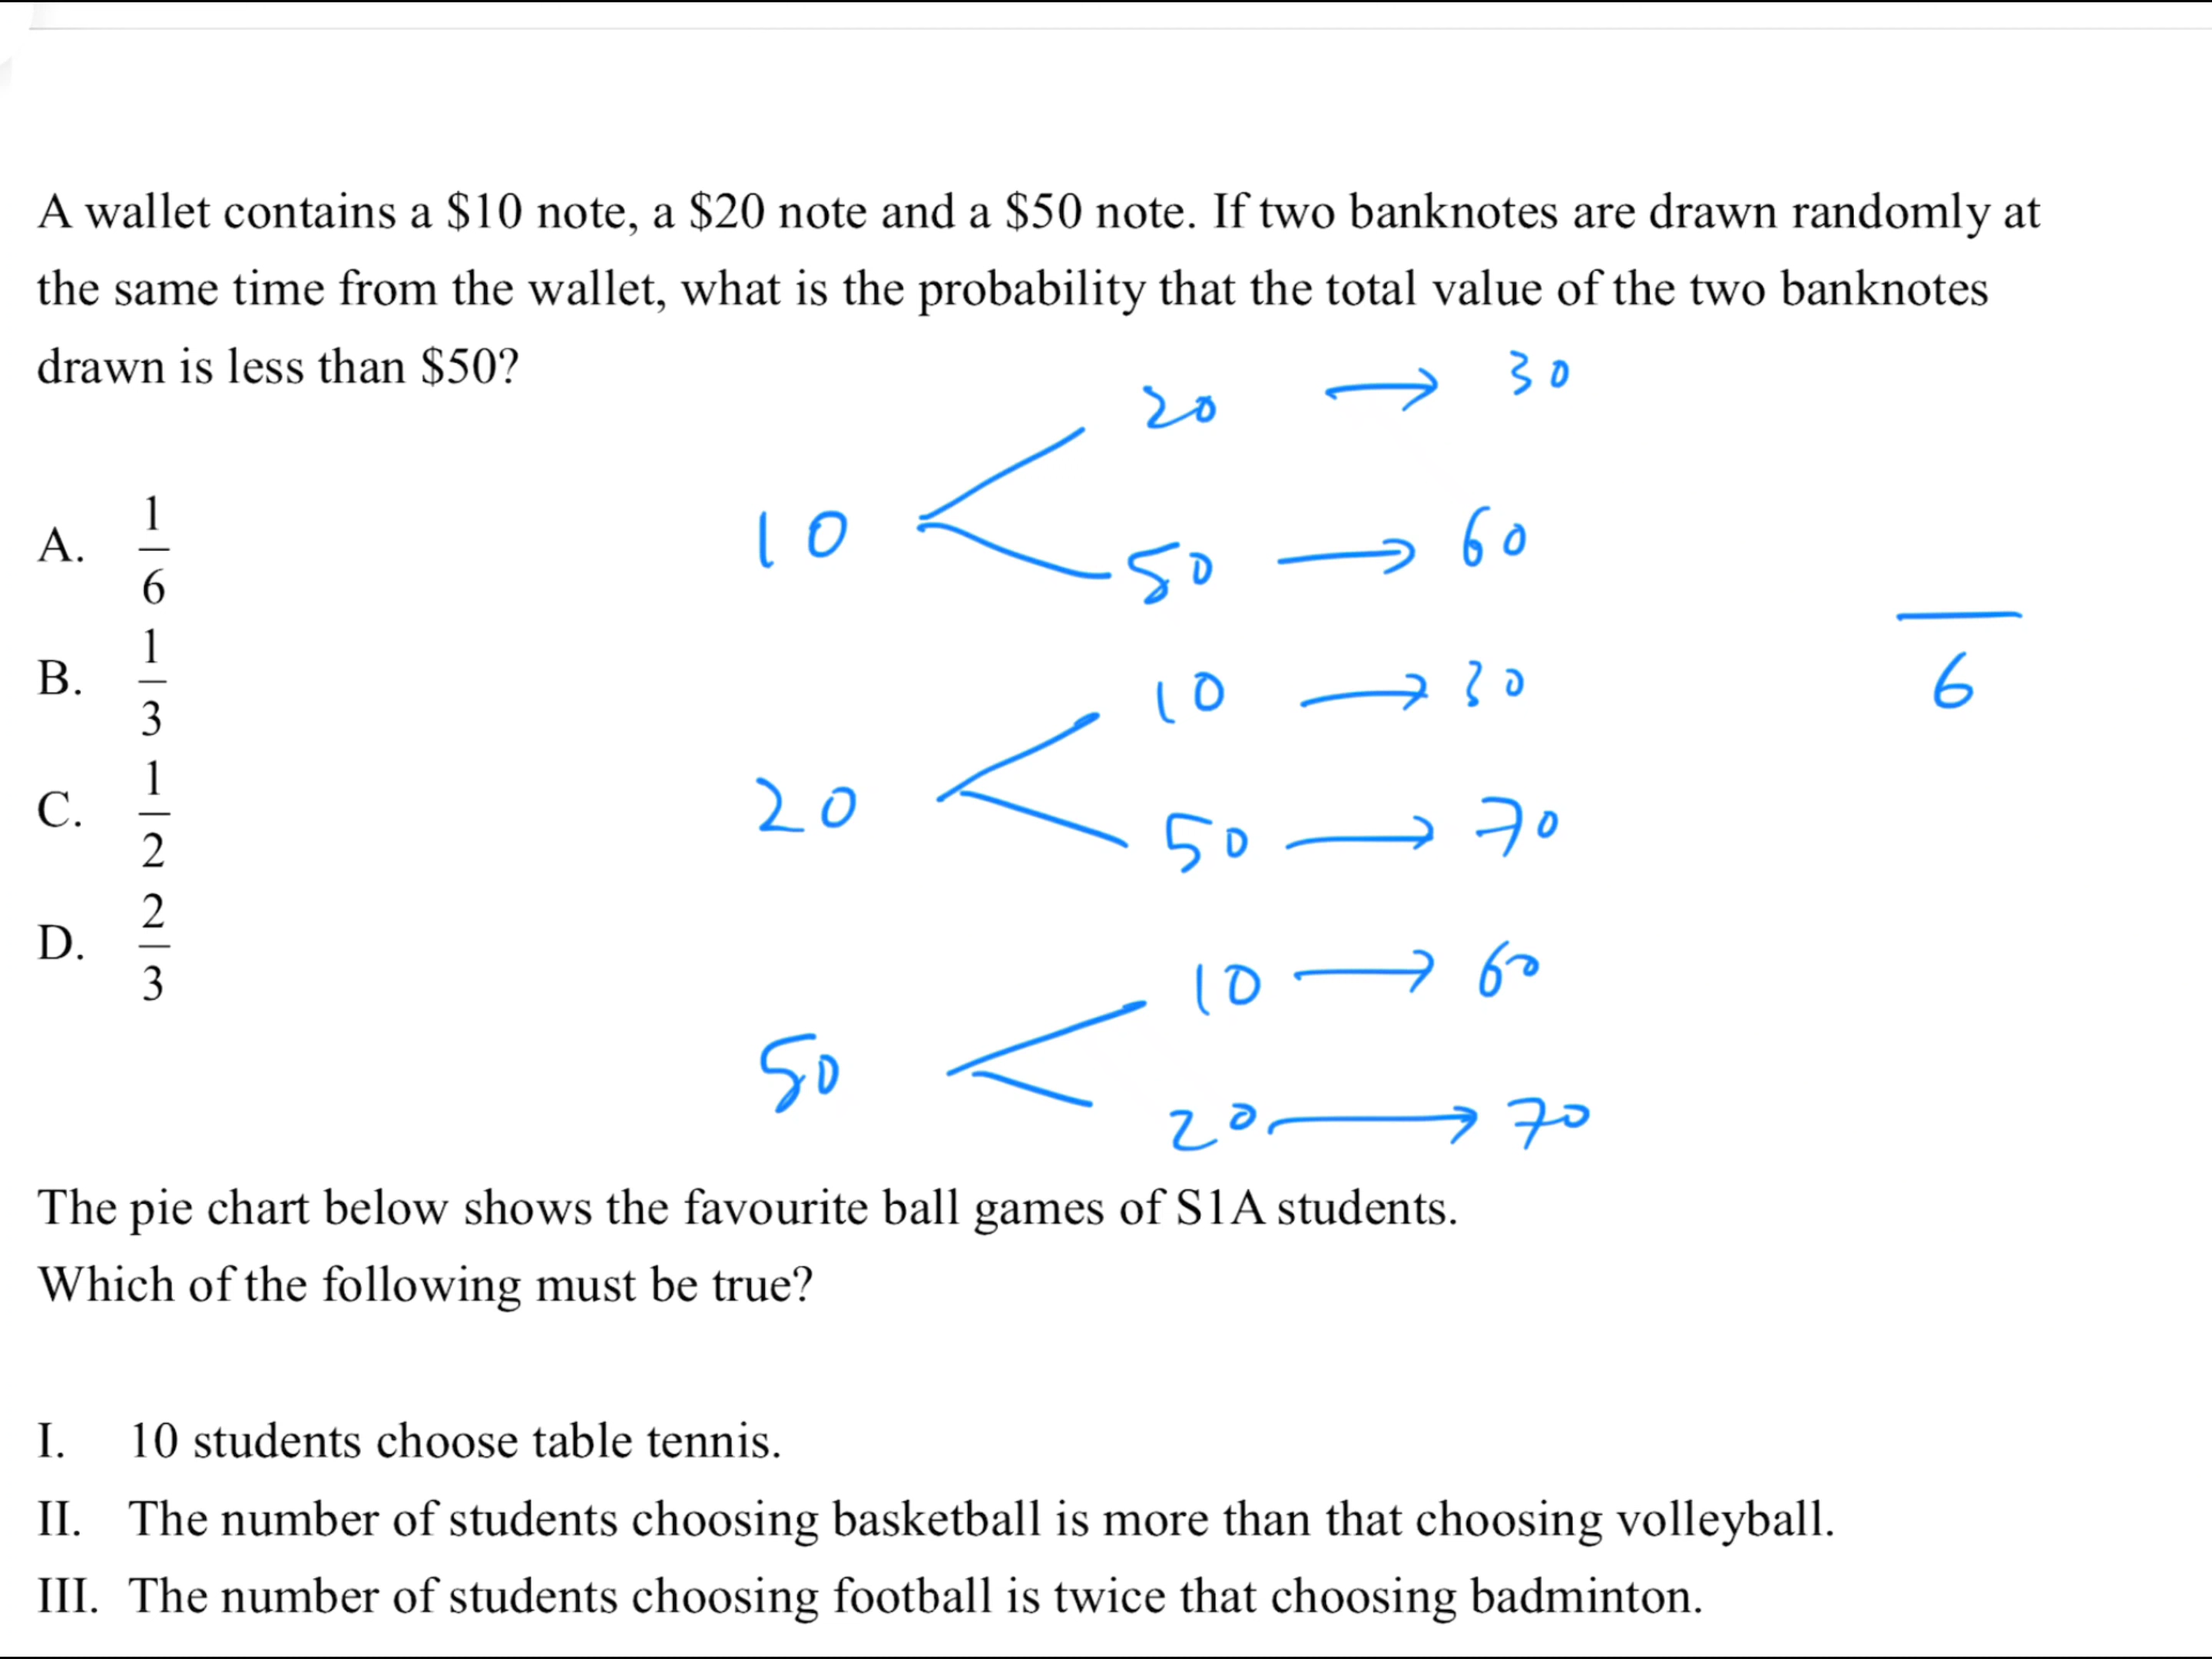 A wallet contains a $10 note, a $20 note and a $50 note. If two banknotes are drawn randomly at
the same time from the wallet, what is the probability that the total value of the two banknotes
drawn is less than $50?
A. 1/6
B. 1/3
C. 1/2
D. 2/3
10
20 → 30
50 → 60
20
10 → 30
50 → 70
50
10 → 60
20 → 70
6
The pie chart below shows the favourite ball games of S1A students.
Which of the following must be true?
I. 10 students choose table tennis.
II. The number of students choosing basketball is more than that choosing volleyball.
III. The number of students choosing football is twice that choosing badminton.